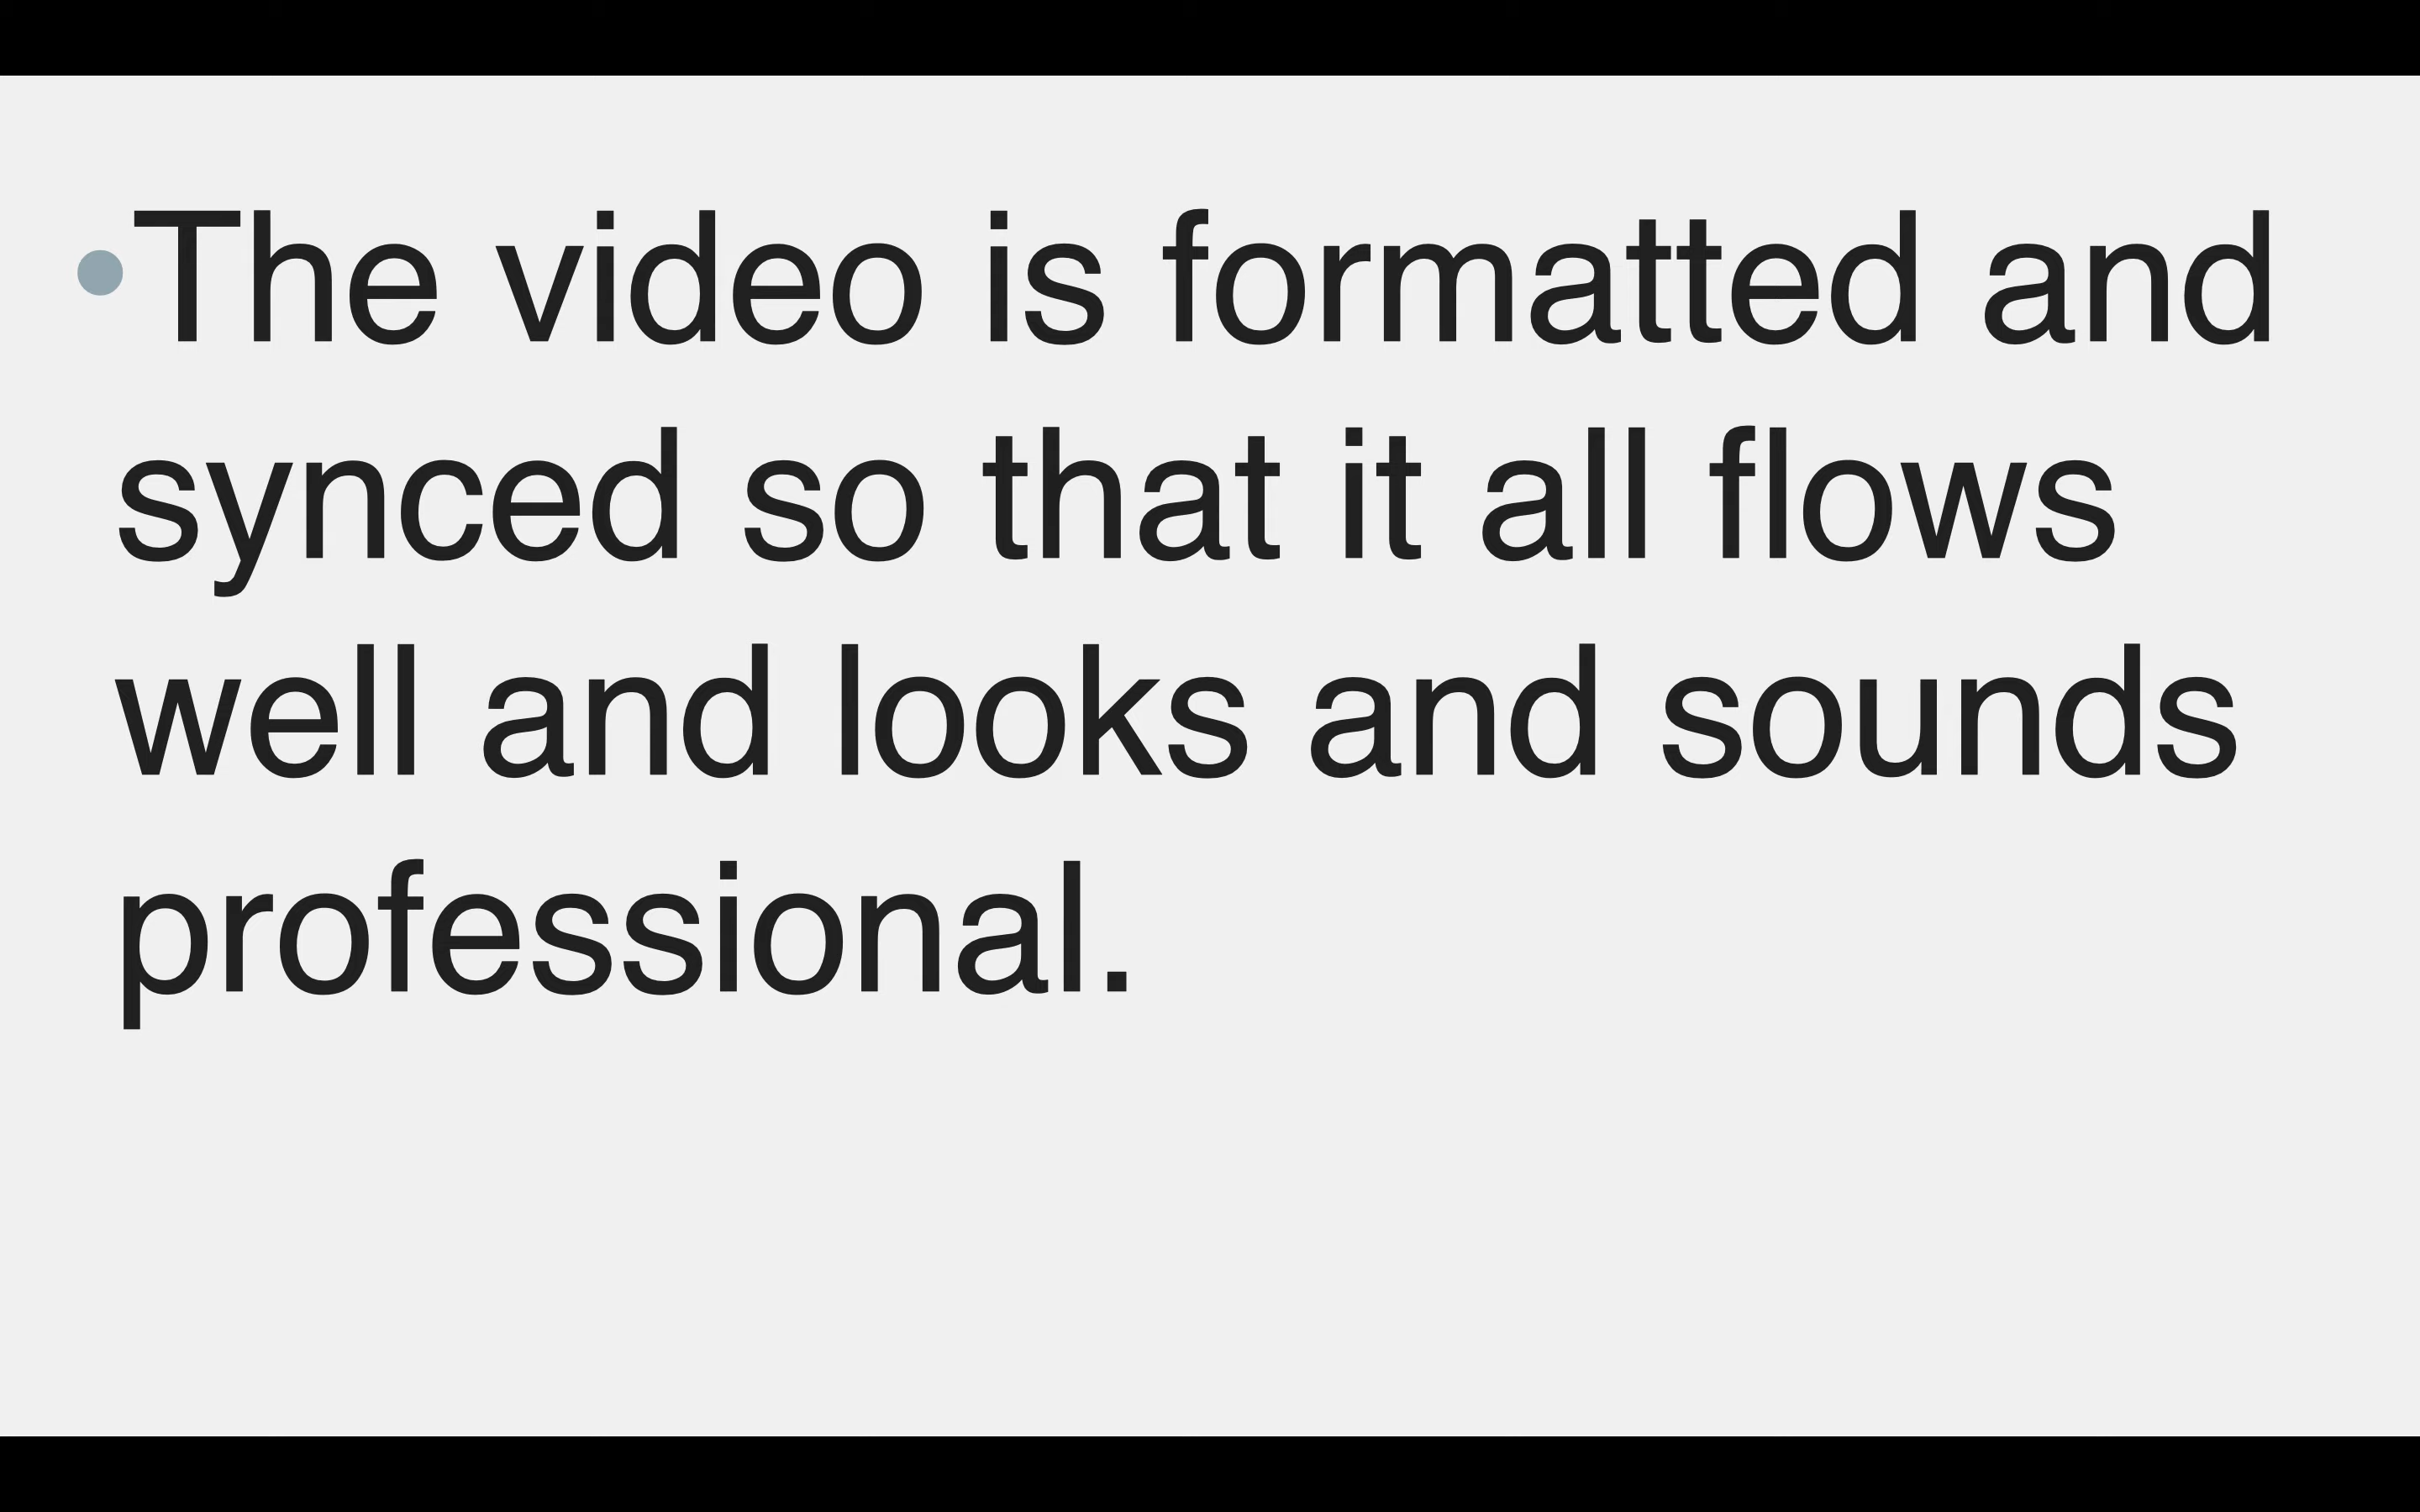 •The video is formatted and
synced so that it all flows
well and looks and sounds
professional.